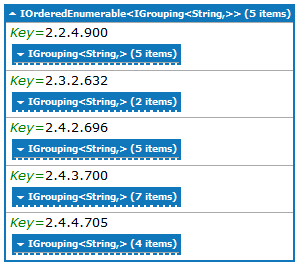 IOrderedEnumerable<IGrouping<String,>> (5 items)
Key=2.2.4.900
IGrouping<String,> (5 items)
Key=2.3.2.632
IGrouping<String,> (2 items)
Key=2.4.2.696
IGrouping<String,> (5 items)
Key=2.4.3.700
IGrouping<String,> (7 items)
Key=2.4.4.705
IGrouping<String,> (4 items)